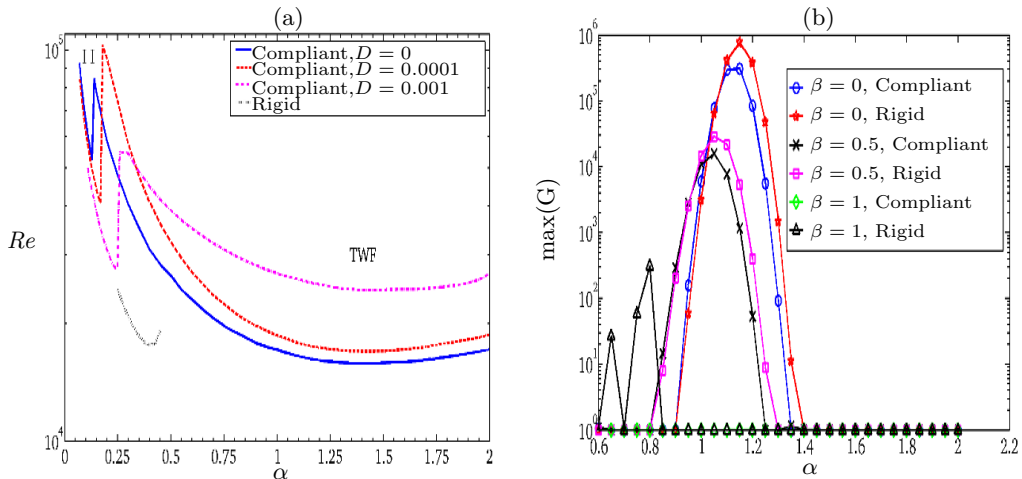 (a)
10^5
II
Compliant, D = 0
Compliant, D = 0.0001
Compliant, D = 0.001
Rigid
Re
TWF
10^4
0 0.25 0.5 0.75 1 1.25 1.5 1.75 2
α
(b)
10^6
10^5
10^4
10^3
10^2
10^1
10^0
max(G)
β = 0, Compliant
β = 0, Rigid
β = 0.5, Compliant
β = 0.5, Rigid
β = 1, Compliant
β = 1, Rigid
0.6 0.8 1 1.2 1.4 1.6 1.8 2 2.2
α